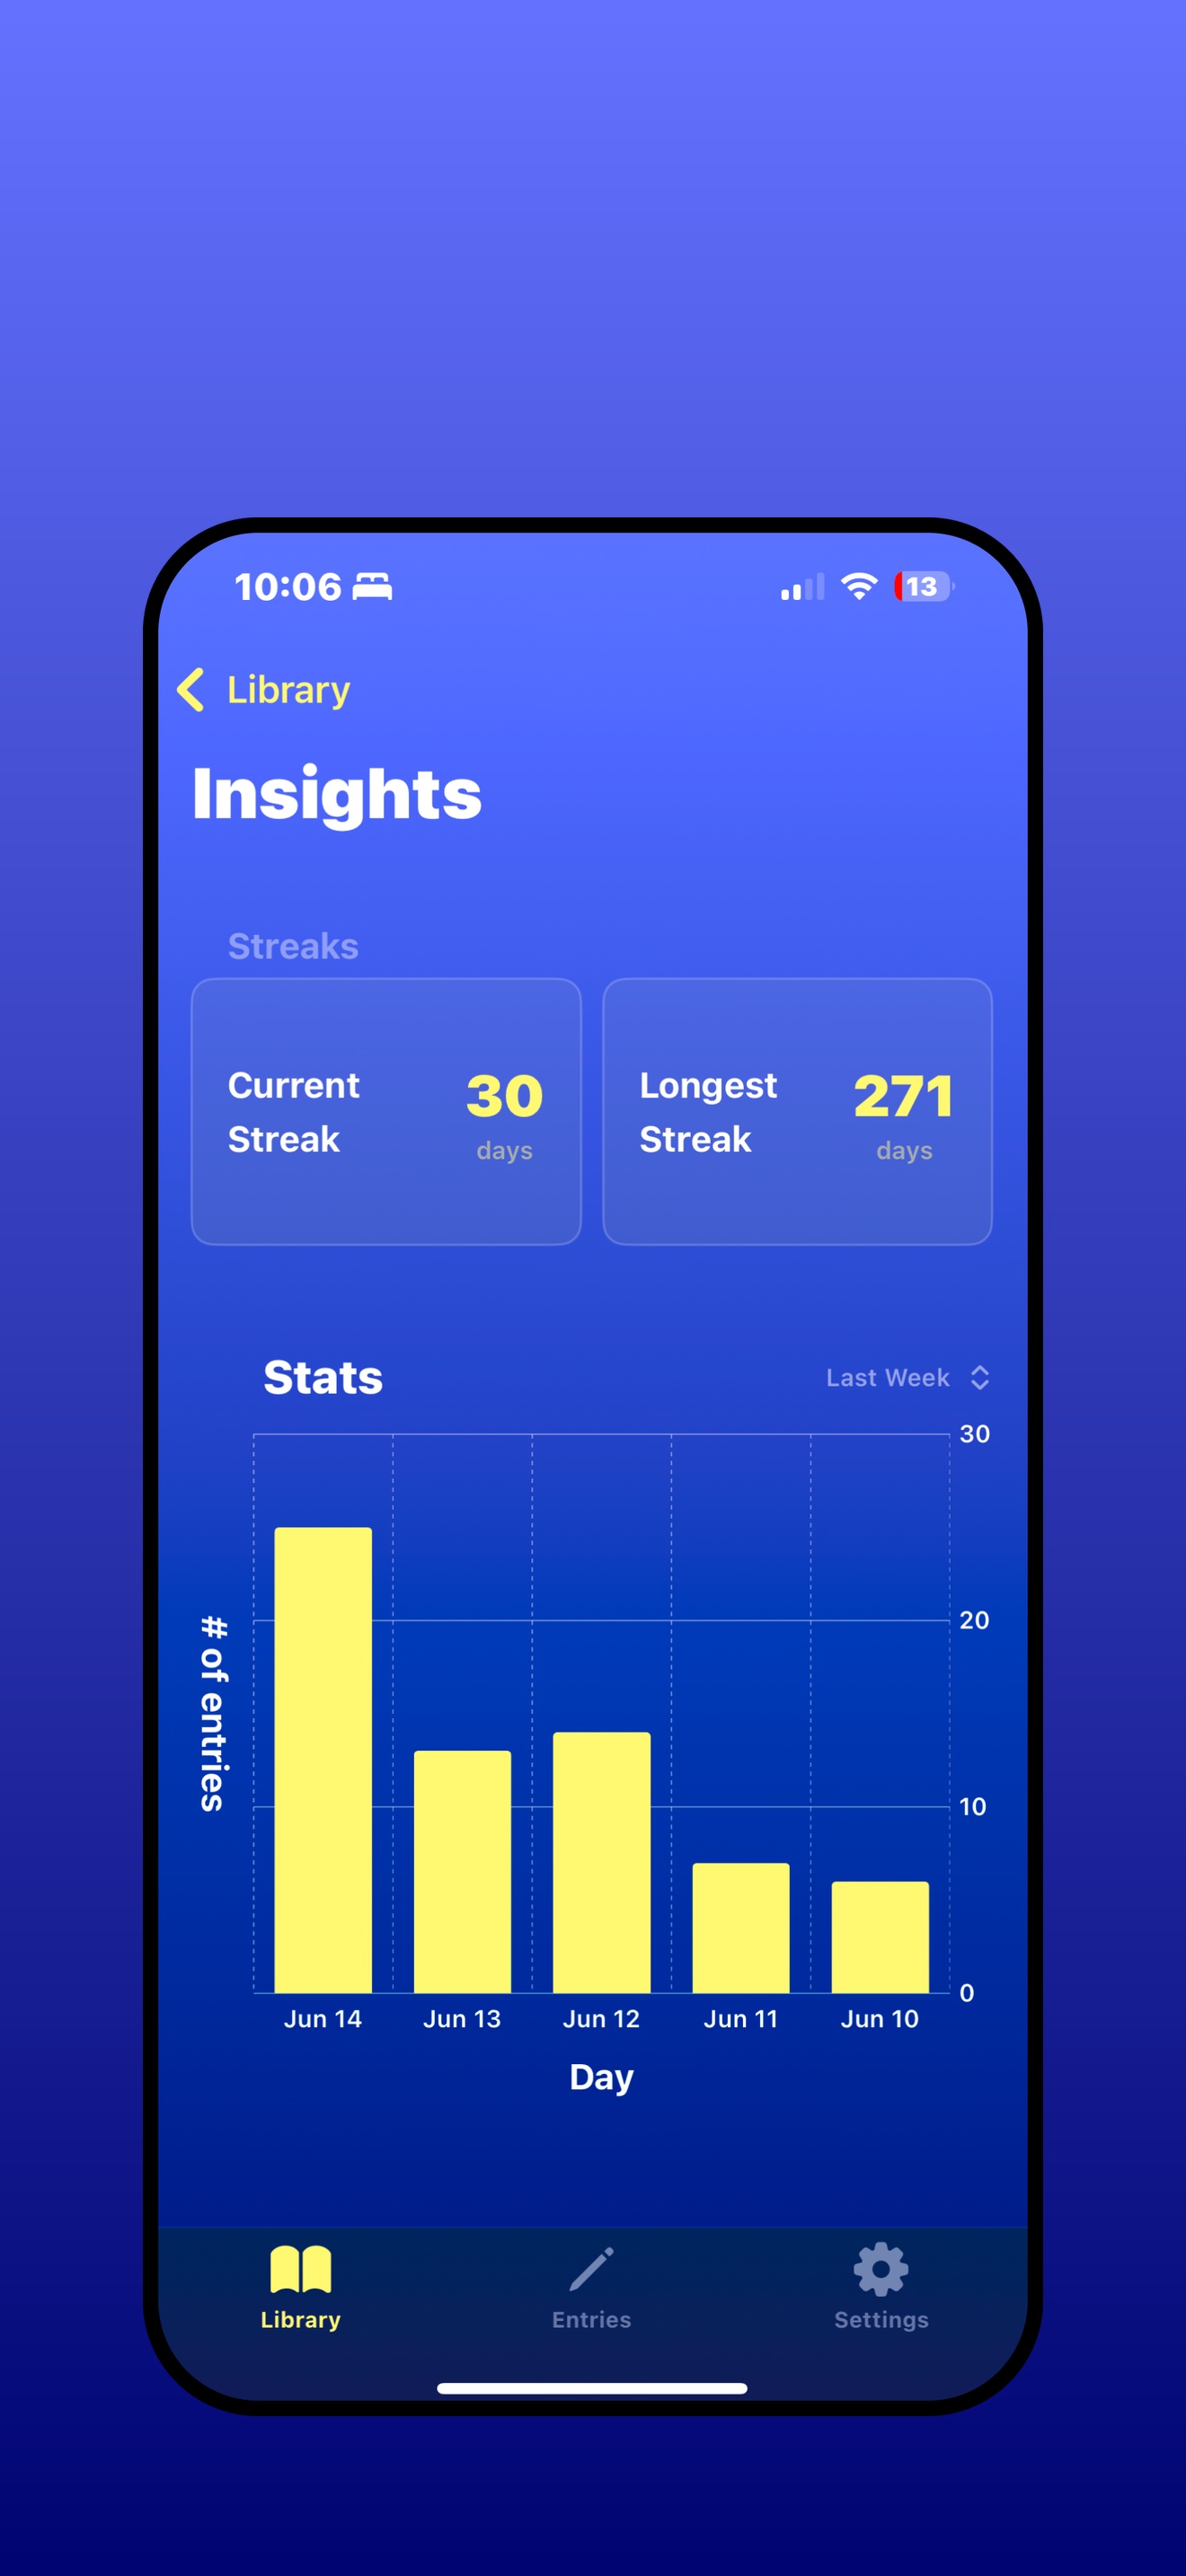 10:06
13
Library
Insights
Streaks
Current
Streak
30
days
Longest
Streak
271
days
Stats
Last Week
30
20
10
0
# of entries
Jun 14 Jun 13 Jun 12 Jun 11 Jun 10
Day
Library Entries Settings